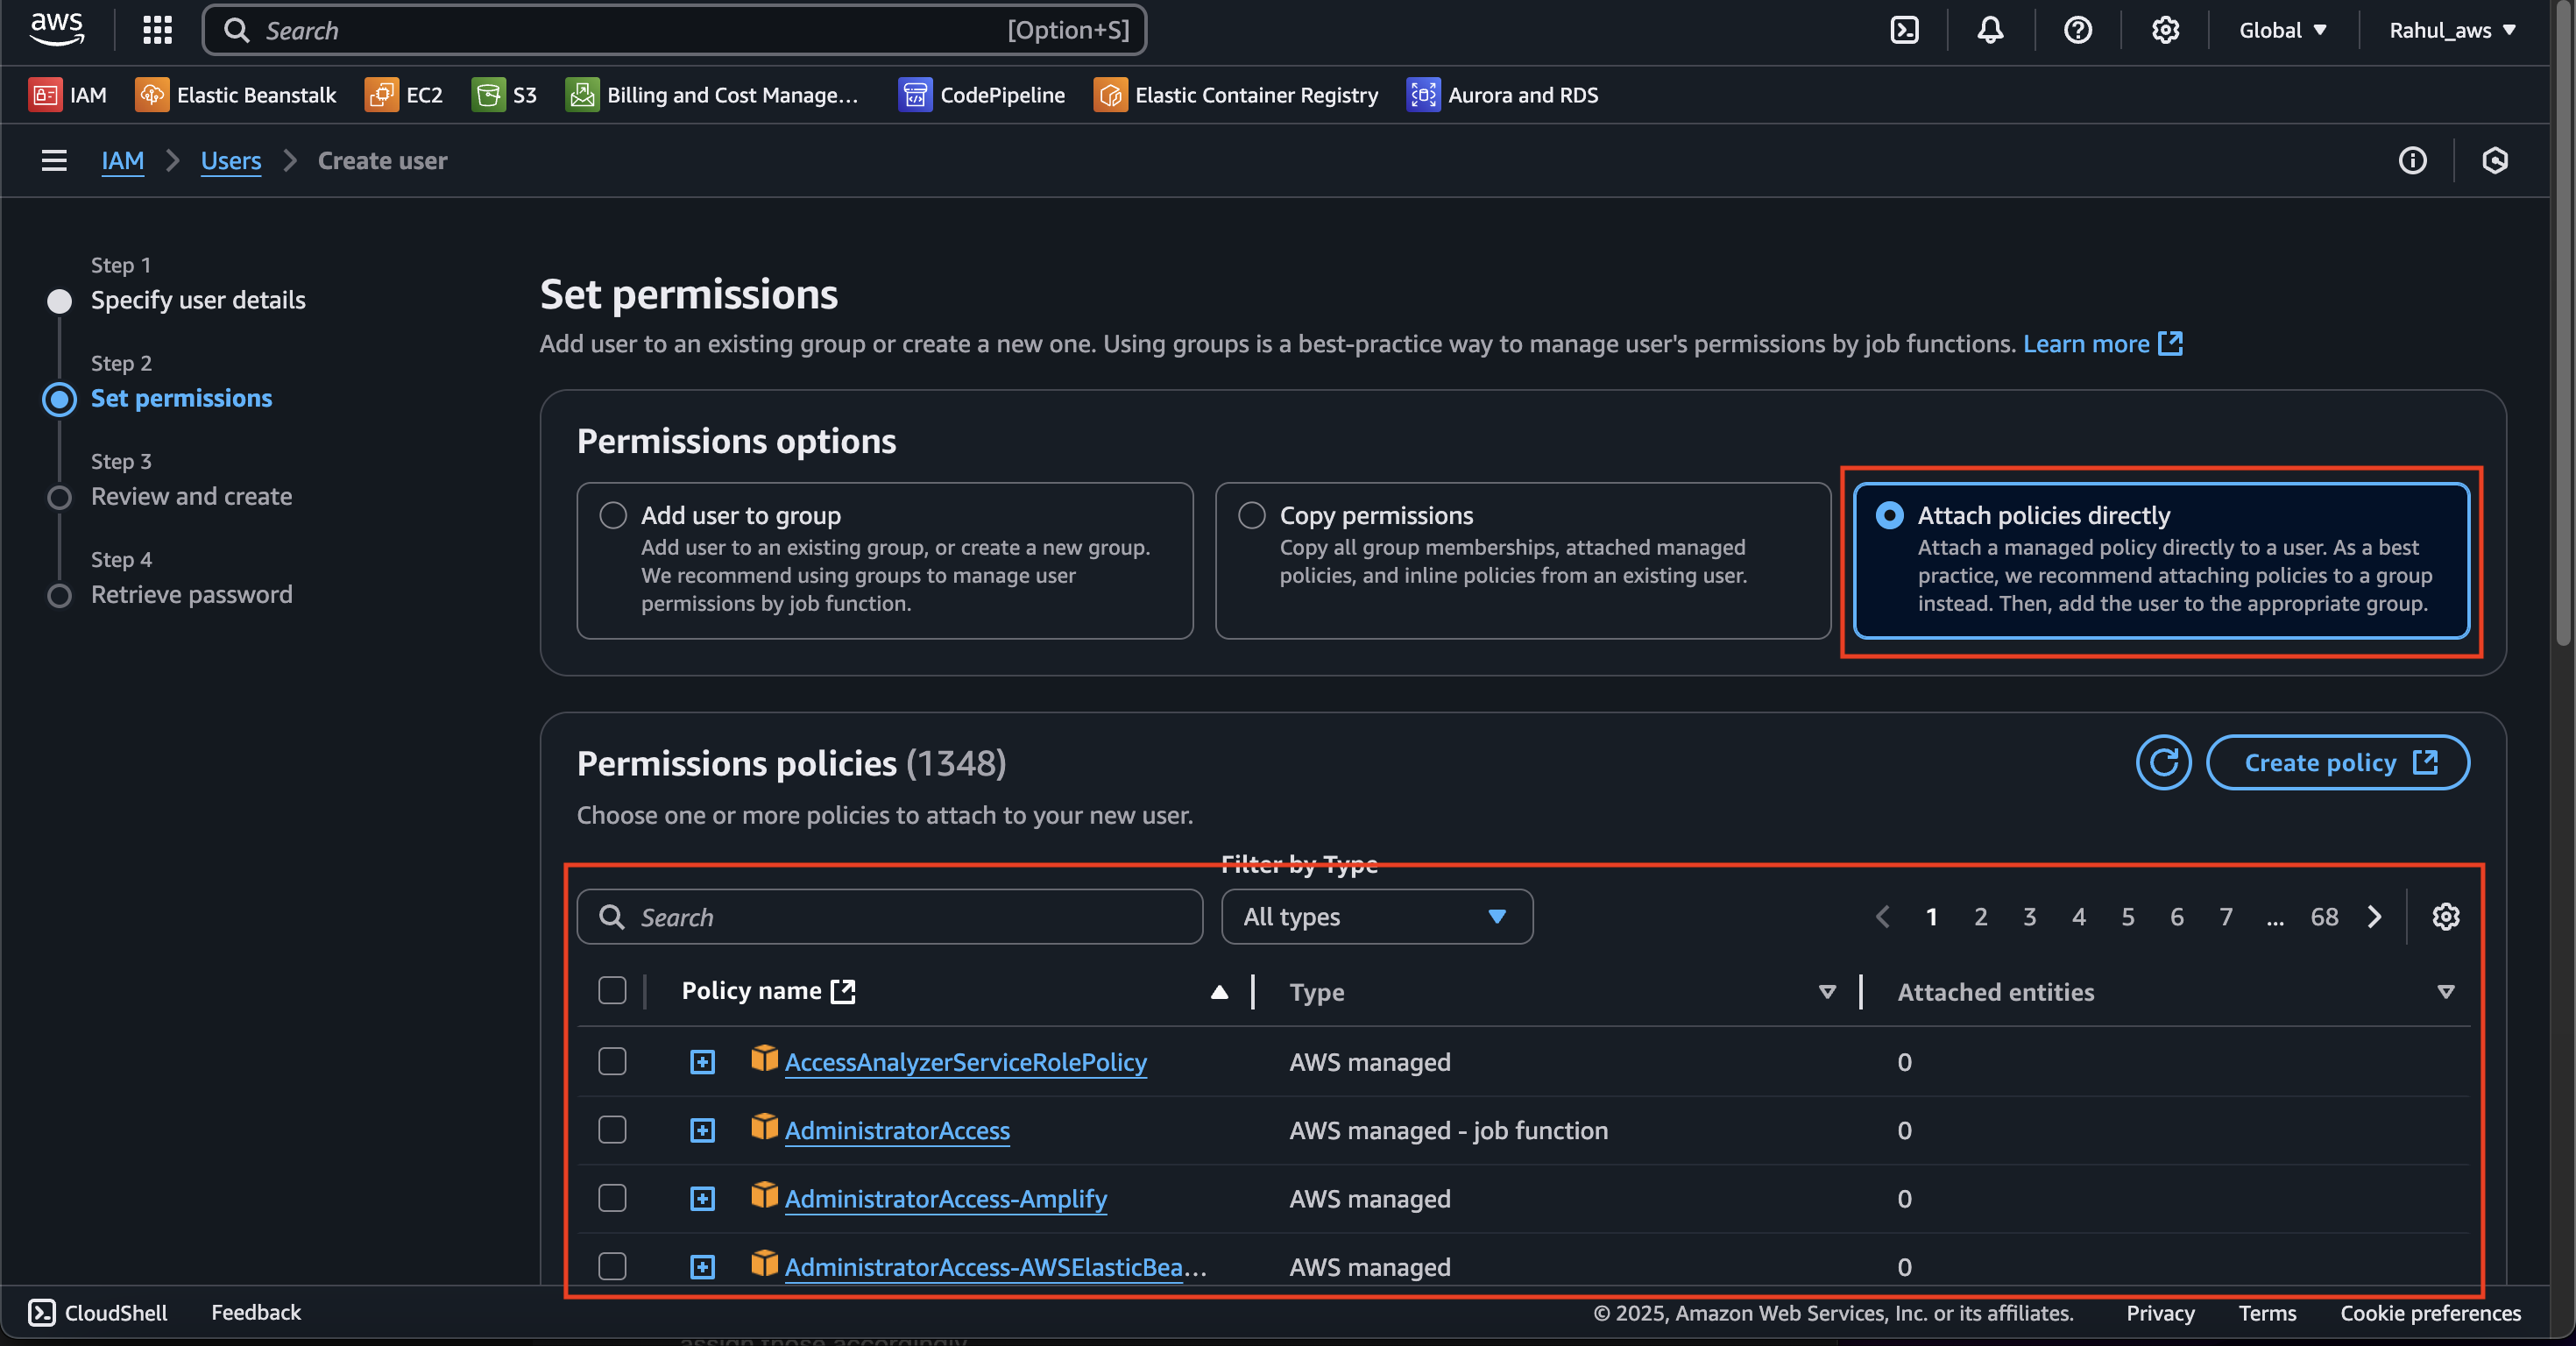 aws
Search [Option+S]
Global
Rahul_aws
IAM
Elastic Beanstalk
EC2
S3
Billing and Cost Manage...
CodePipeline
Elastic Container Registry
Aurora and RDS
IAM
Users
Create user
Step 1
Specify user details
Step 2
Set permissions
Step 3
Review and create
Step 4
Retrieve password
Set permissions
Add user to an existing group or create a new one. Using groups is a best-practice way to manage user's permissions by job functions. Learn more
Permissions options
Add user to group
Add user to an existing group, or create a new group.
We recommend using groups to manage user
permissions by job function.
Copy permissions
Copy all group memberships, attached managed
policies, and inline policies from an existing user.
Attach policies directly
Attach a managed policy directly to a user. As a best
practice, we recommend attaching policies to a group
instead. Then, add the user to the appropriate group.
Permissions policies (1348)
Create policy
Choose one or more policies to attach to your new user.
Filter by Type
Search
All types
1 2 3 4 5 6 7 ... 68
Policy name Type Attached entities
AccessAnalyzerServiceRolePolicy AWS managed 0
AdministratorAccess AWS managed - job function 0
AdministratorAccess-Amplify AWS managed 0
AdministratorAccess-AWSElasticBea... AWS managed 0
CloudShell
Feedback
© 2025, Amazon Web Services, Inc. or its affiliates.
Privacy
Terms
Cookie preferences
assign those accordingly